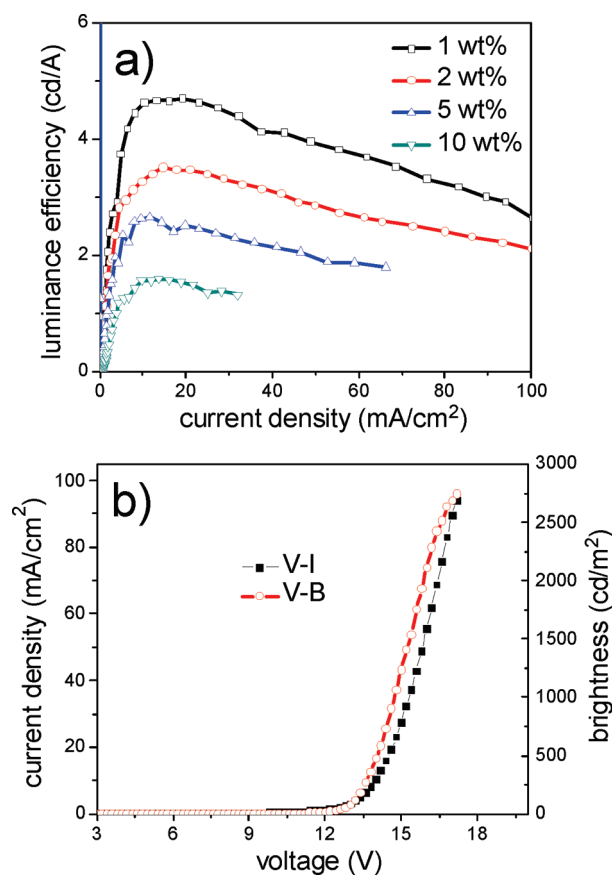 a)
1 wt%
2 wt%
5 wt%
10 wt%
luminance efficiency (cd/A)
6
4
2
0
0 20 40 60 80 100
current density (mA/cm²)
b)
V-I
V-B
current density (mA/cm²)
100
80
60
40
20
0
3000
2500
2000
1500
1000
500
0
brightness (cd/m²)
3 6 9 12 15 18
voltage (V)